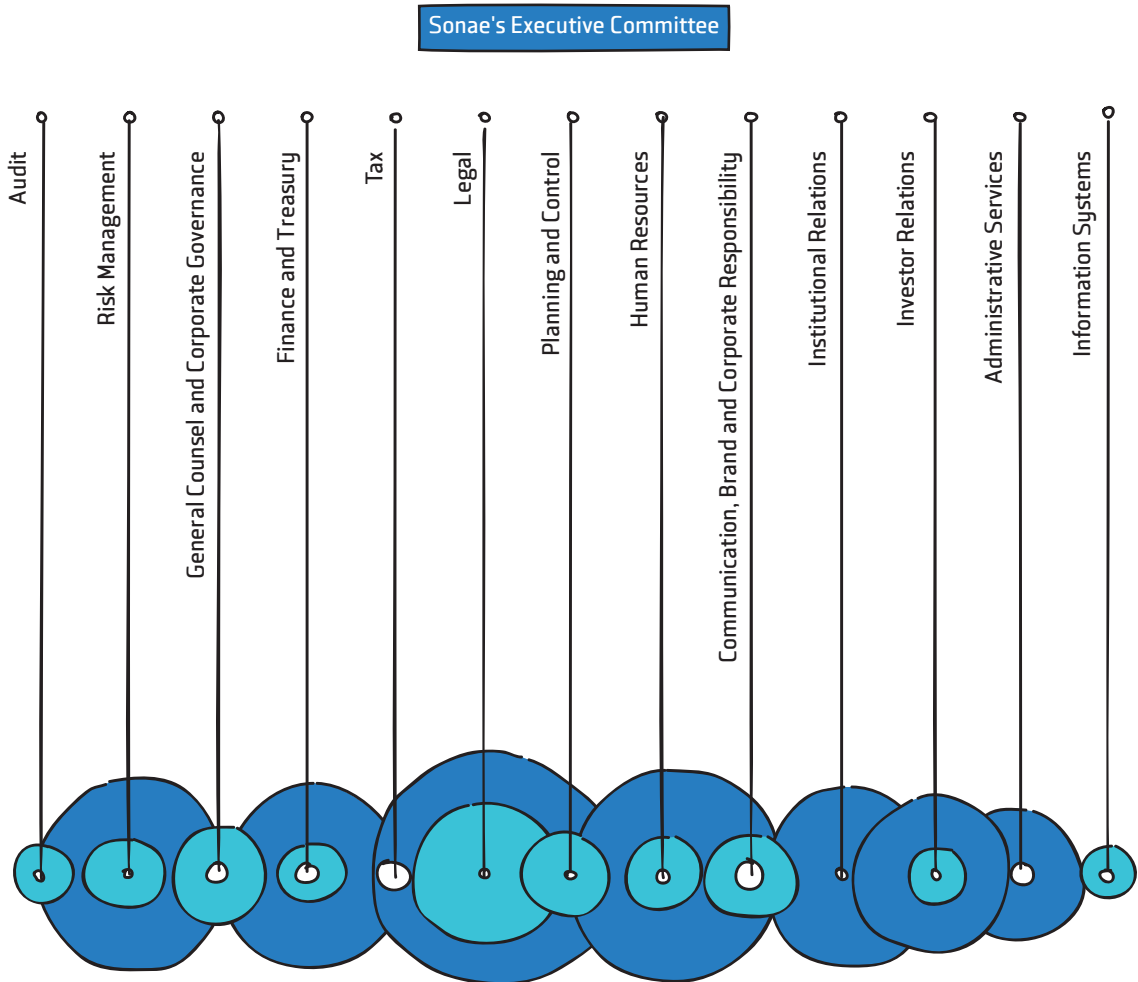 Sonae's Executive Committee
Audit
Risk Management
General Counsel and Corporate Governance
Finance and Treasury
Tax
Legal
Planning and Control
Human Resources
Communication, Brand and Corporate Responsibility
Institutional Relations
Investor Relations
Administrative Services
Information Systems